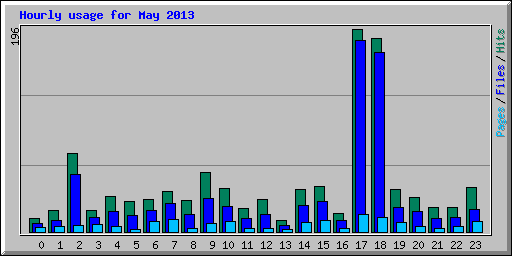 Hourly usage for May 2013
196
Pages / Files / Hits
0 1 2 3 4 5 6 7 8 9 10 11 12 13 14 15 16 17 18 19 20 21 22 23